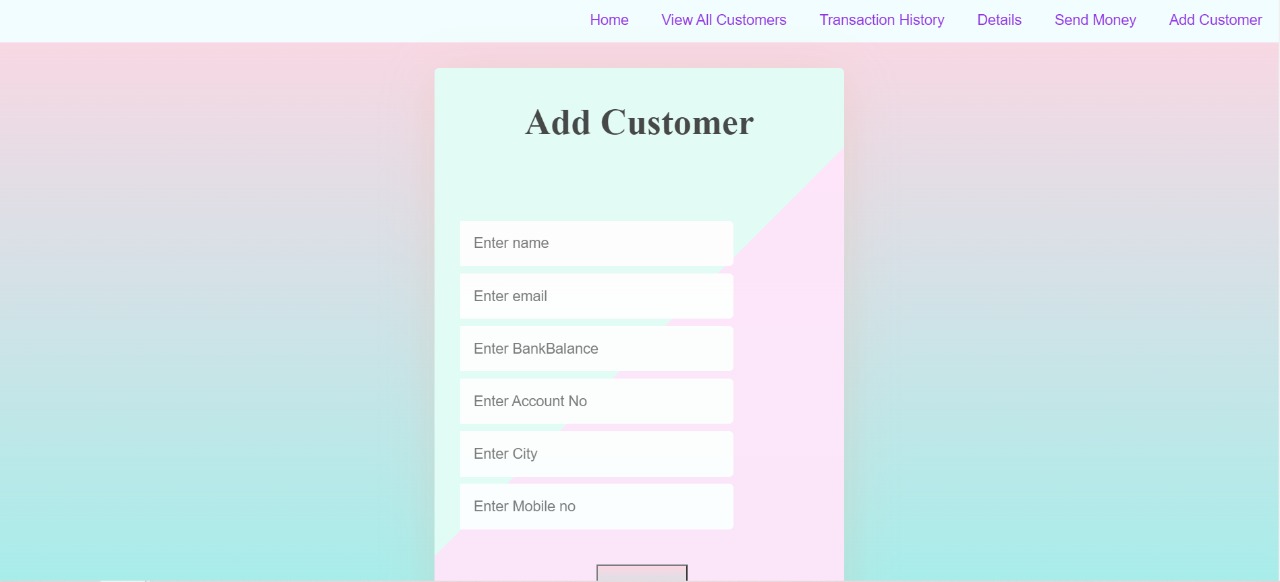 Home View All Customers Transaction History Details Send Money Add Customer
Add Customer
Enter name
Enter email
Enter BankBalance
Enter Account No
Enter City
Enter Mobile no